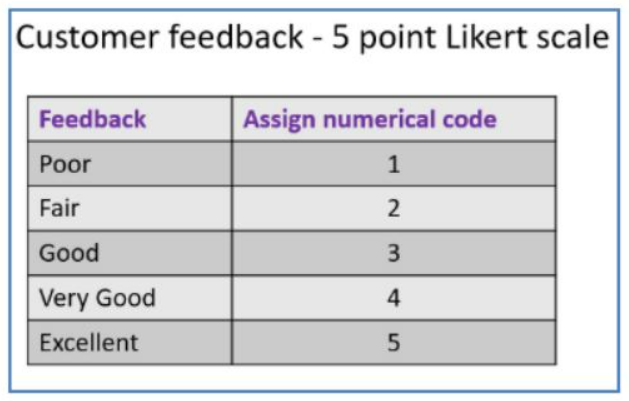 Customer feedback - 5 point Likert scale
Feedback Assign numerical code
Poor 1
Fair 2
Good 3
Very Good 4
Excellent 5